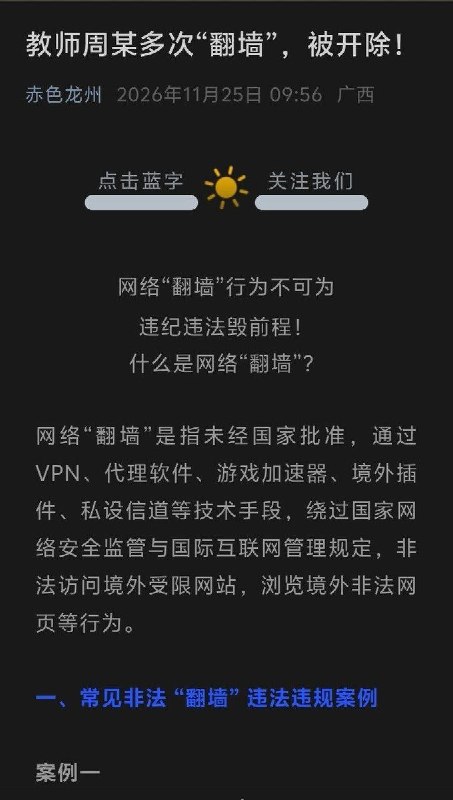 教师周某多次“翻墙”，被开除！
赤色龙州 2026年11月25日 09:56 广西
点击蓝字 关注我们
网络“翻墙”行为不可为
违纪违法毁前程！
什么是网络“翻墙”？
网络“翻墙”是指未经国家批准，通过
VPN、代理软件、游戏加速器、境外插
件、私设信道等技术手段，绕过国家网
络安全监管与国际互联网管理规定，非
法访问境外受限网站，浏览境外非法网
页等行为。
一、常见非法 “翻墙” 违法违规案例
案例一